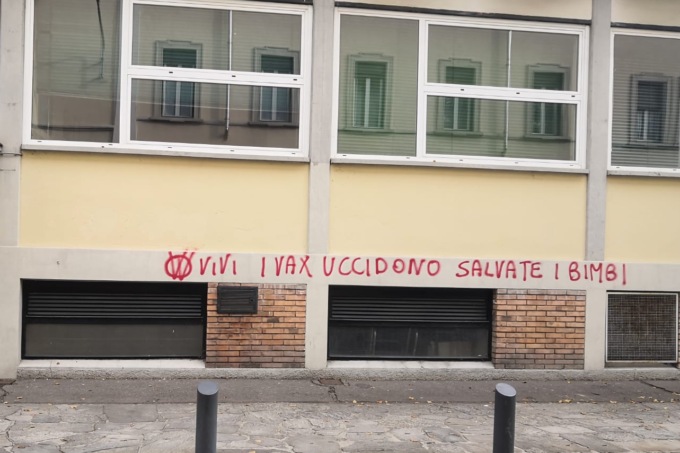 VIVI I VAX UCCIDONO SALVATE I BIMBI